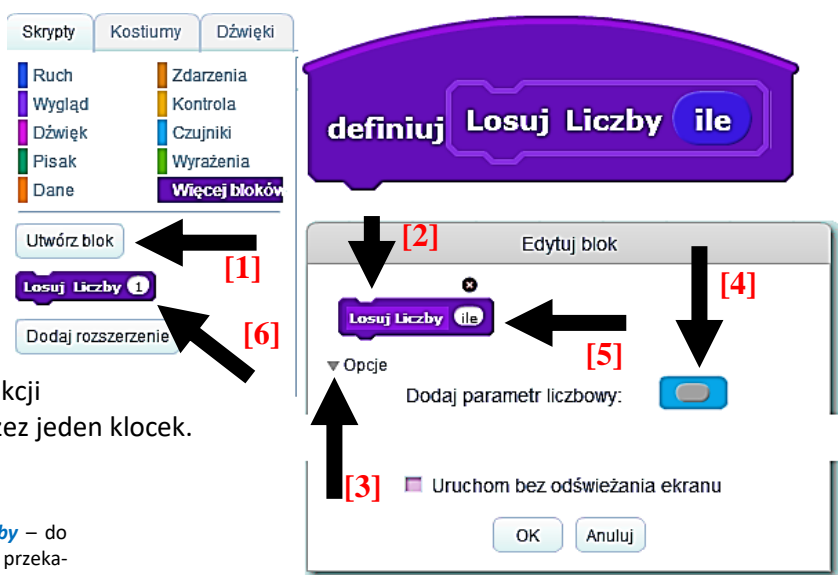 Skrypty Kostiumy Dźwięki
Ruch Zdarzenia
Wygląd Kontrola
Dźwięk Czujniki
Pisak Wyrażenia
Dane Więcej bloków
Utwórz blok
[1]
Losuj Liczby 1
Dodaj rozszerzenie
[6]
kcji
zez jeden klocek.
by – do
przeka-
definiuj Losuj Liczby ile
[2]
Edytuj blok
[4]
Losuj Liczby ile
[5]
Opcje
Dodaj parametr liczbowy:
[3]
Uruchom bez odświeżania ekranu
OK Anuluj